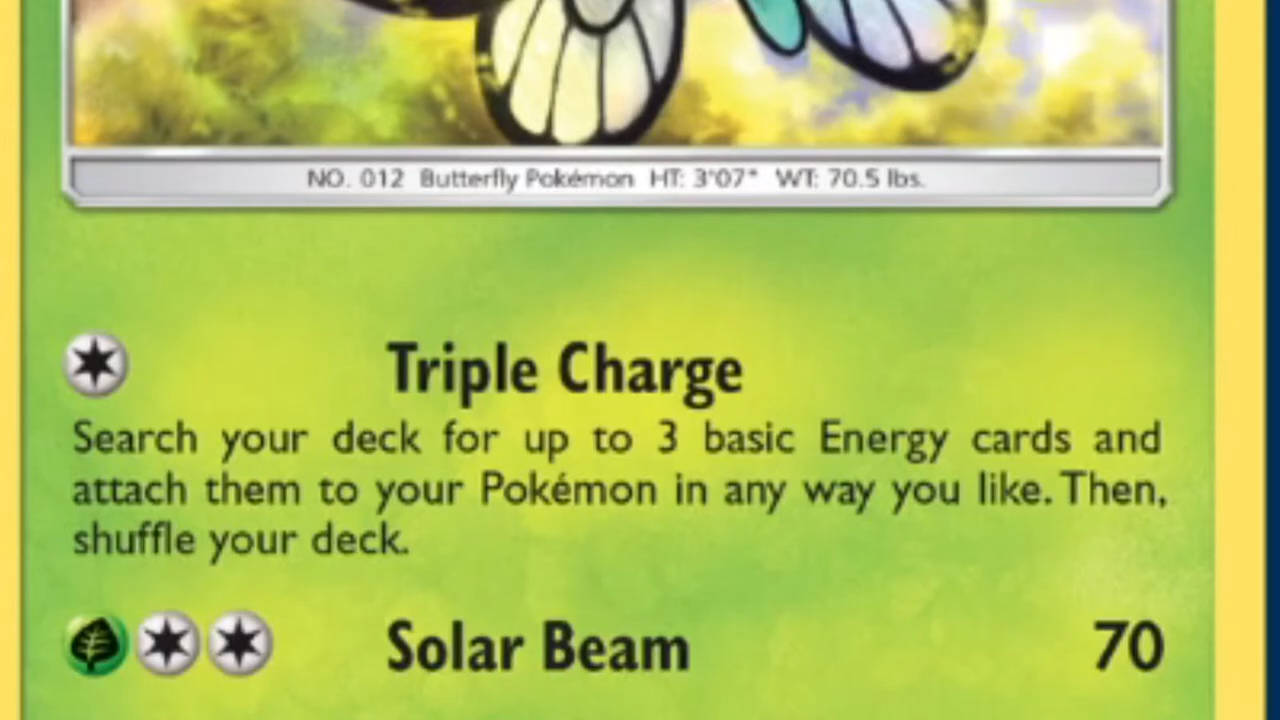 NO. 012 Butterfly Pokémon HT: 3'07" WT: 70.5 lbs.
Triple Charge
Search your deck for up to 3 basic Energy cards and
attach them to your Pokémon in any way you like. Then,
shuffle your deck.
Solar Beam 70